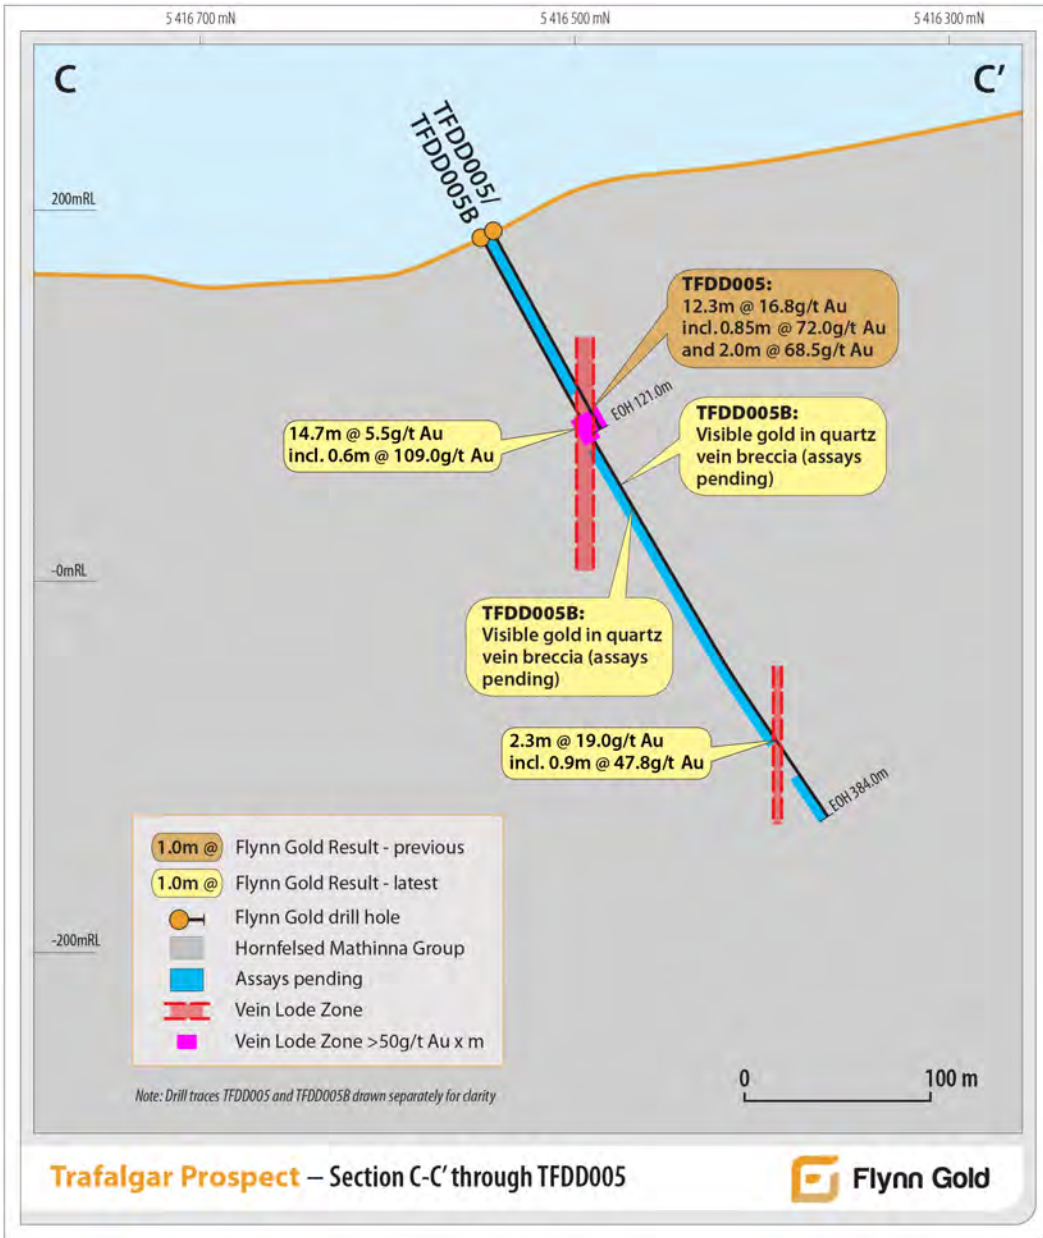 5 416 700 mN
5 416 500 mN
5 416 300 mN
C
C'
TFDD005/
TFDD005B
200mRL
TFDD005:
12.3m @ 16.8g/t Au
incl. 0.85m @ 72.0g/t Au
and 2.0m @ 68.5g/t Au
EOH 121.0m
14.7m @ 5.5g/t Au
incl. 0.6m @ 109.0g/t Au
TFDD005B:
Visible gold in quartz
vein breccia (assays
pending)
-0mRL
TFDD005B:
Visible gold in quartz
vein breccia (assays
pending)
2.3m @ 19.0g/t Au
incl. 0.9m @ 47.8g/t Au
EOH 384.0m
1.0m @ Flynn Gold Result - previous
1.0m @ Flynn Gold Result - latest
Flynn Gold drill hole
Hornfelsed Mathinna Group
Assays pending
Vein Lode Zone
Vein Lode Zone >50g/t Au x m
-200mRL
Note: Drill traces TFDD005 and TFDD005B drawn separately for clarity
0 100 m
Trafalgar Prospect – Section C-C' through TFDD005
Flynn Gold